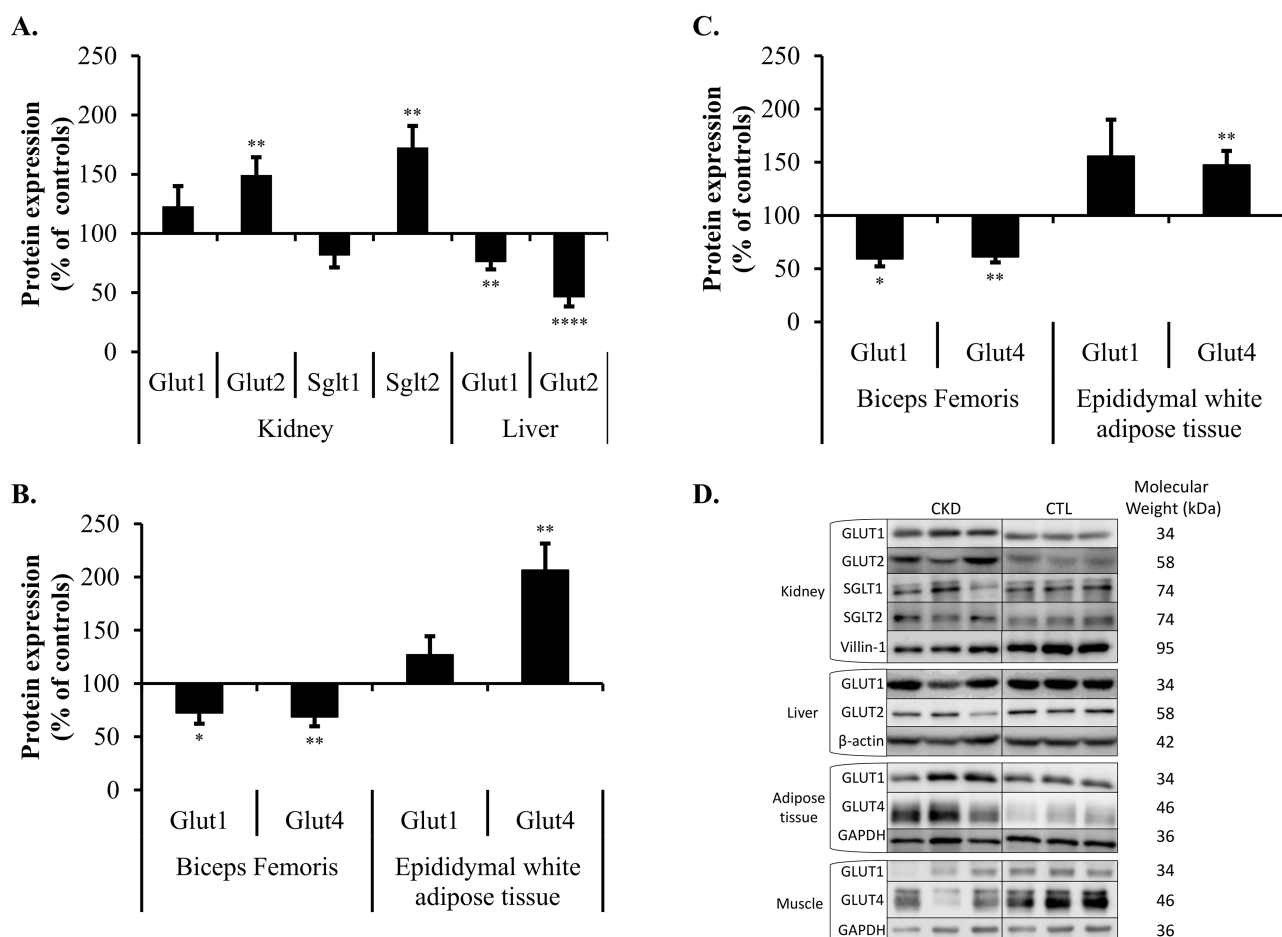 A.
Protein expression
(% of controls)
250
200
150
100
50
0
**
**
**
****
Glut1 Glut2 Sglt1 Sglt2 Glut1 Glut2
Kidney Liver
C.
Protein expression
(% of controls)
250
200
150
100
50
0
*
**
**
Glut1 Glut4 Glut1 Glut4
Biceps Femoris Epididymal white
adipose tissue
B.
Protein expression
(% of controls)
250
200
150
100
50
0
*
**
**
Glut1 Glut4 Glut1 Glut4
Biceps Femoris Epididymal white
adipose tissue
D.
CKD CTL Molecular
Weight (kDa)
Kidney
GLUT1 34
GLUT2 58
SGLT1 74
SGLT2 74
Villin-1 95
Liver
GLUT1 34
GLUT2 58
β-actin 42
Adipose
tissue
GLUT1 34
GLUT4 46
GAPDH 36
Muscle
GLUT1 34
GLUT4 46
GAPDH 36